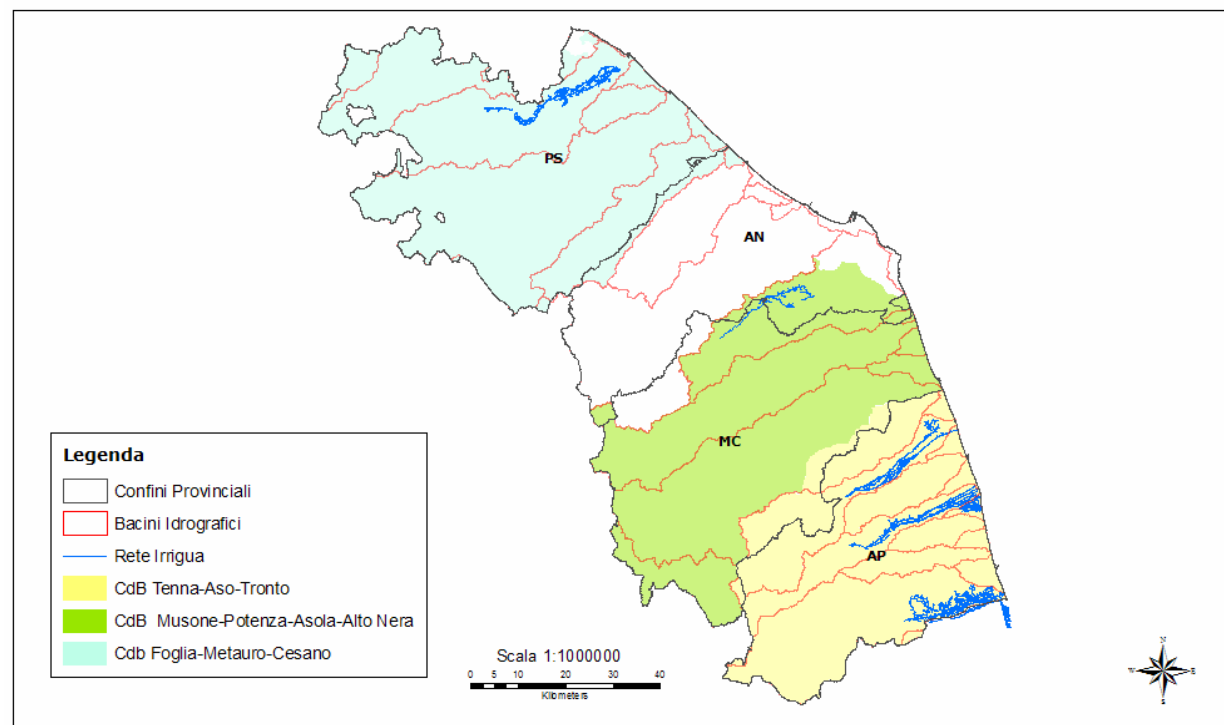 PS
AN
MC
AP
Legenda
Confini Provinciali
Bacini Idrografici
Rete Irrigua
CdB Tenna-Aso-Tronto
CdB Musone-Potenza-Asola-Alto Nera
Cdb Foglia-Metauro-Cesano
Scala 1:1000000
0 5 10 20 30 40
Kilometers
N
W E
S